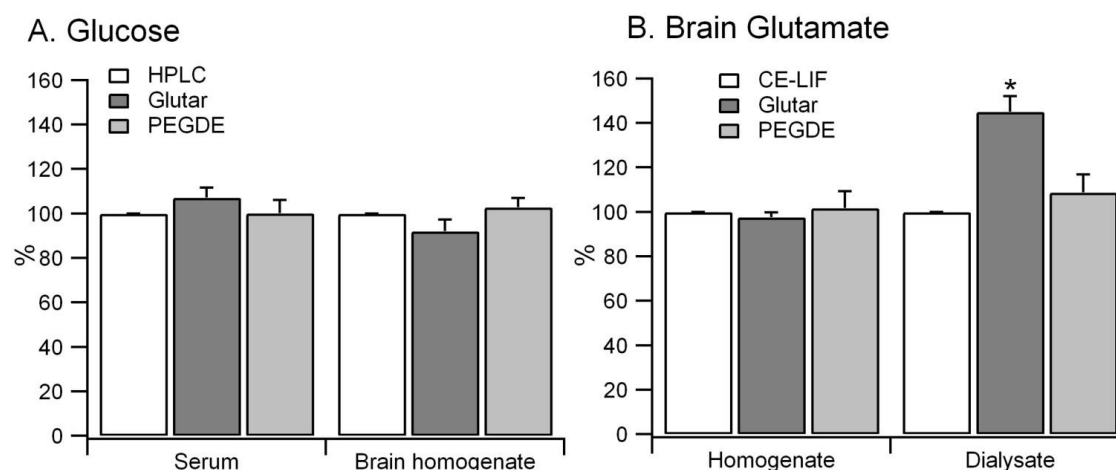 A. Glucose
HPLC
Glutar
PEGDE
160
140
120
100
80
60
40
20
0
%
Serum
Brain homogenate
B. Brain Glutamate
CE-LIF
Glutar
PEGDE
*
160
140
120
100
80
60
40
20
0
%
Homogenate
Dialysate